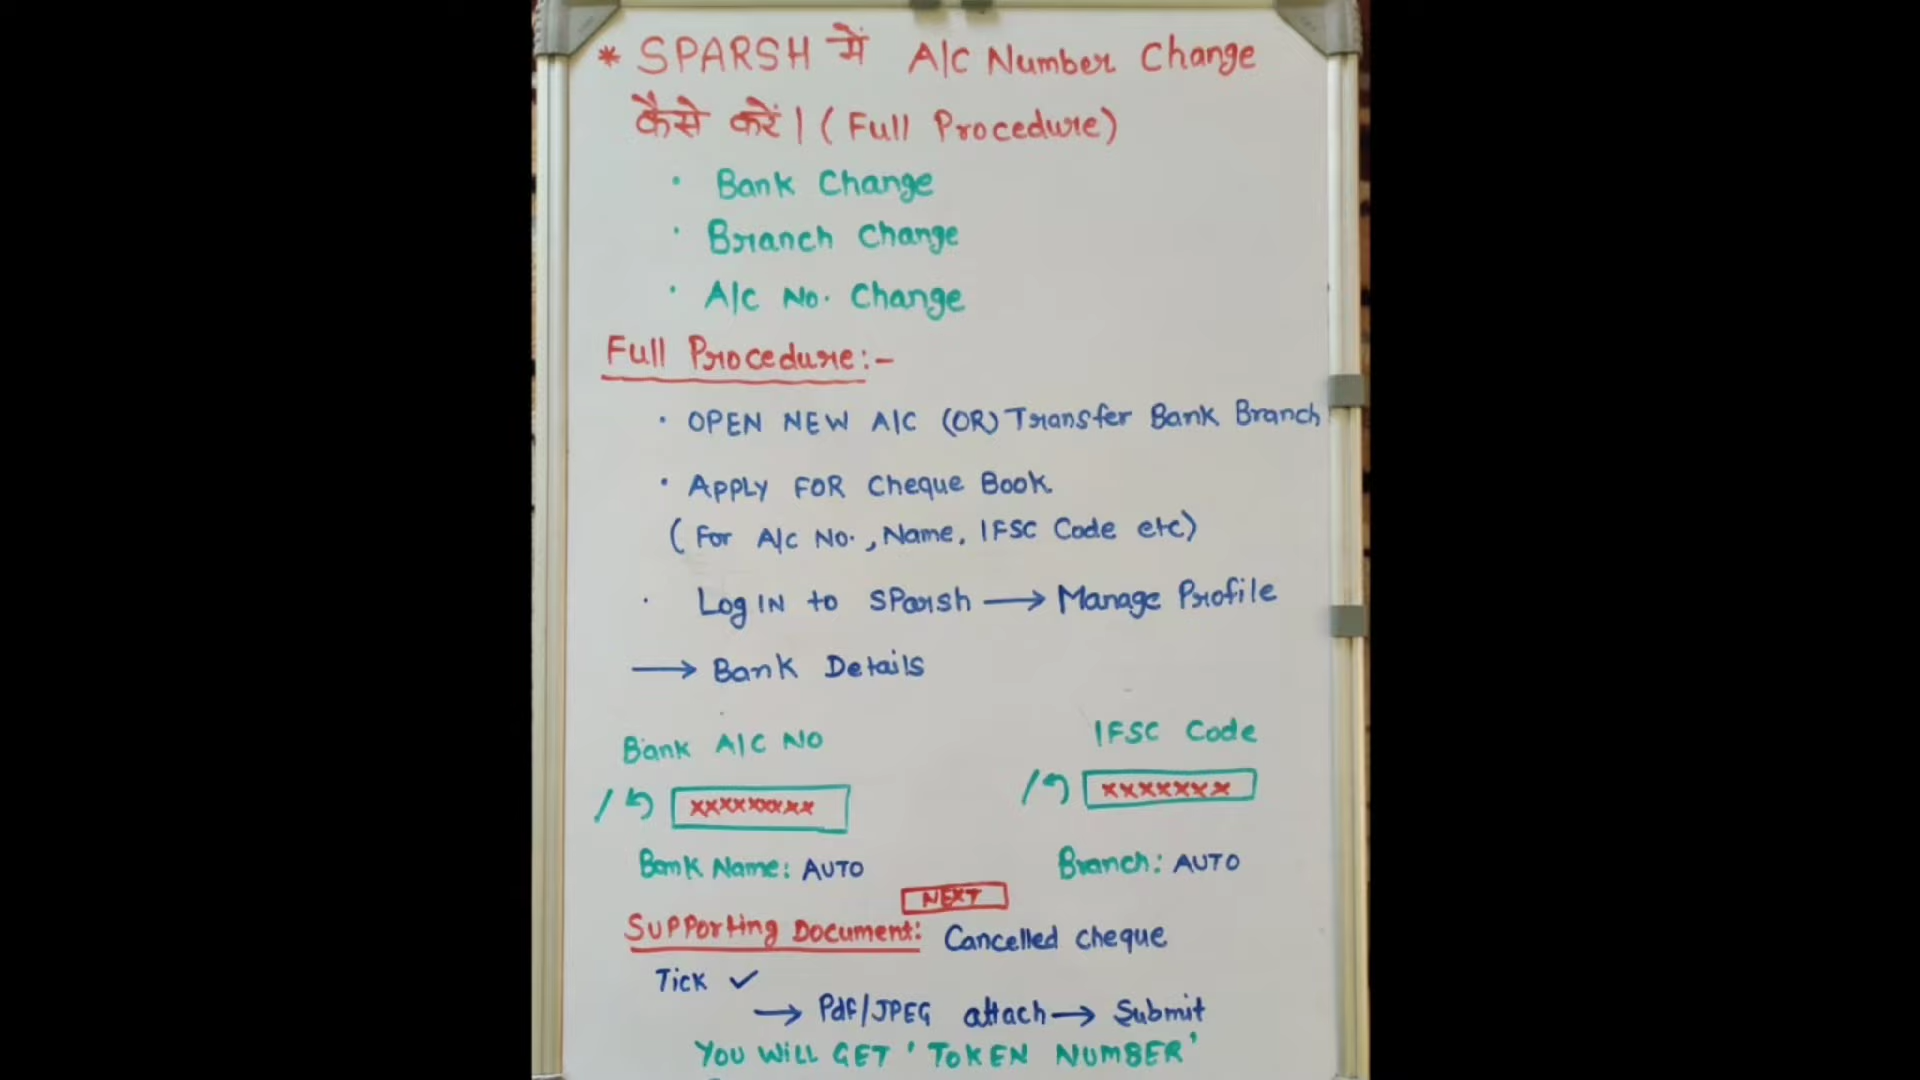 * SPARSH में A/C Number Change
कैसे करें। (Full Procedure)
· Bank Change
· Branch Change
· A/C No. Change
Full Procedure:-
· OPEN NEW A/C (OR) Transfer Bank Branch
· APPLY FOR Cheque Book
(For A/c No., Name, IFSC Code etc)
· Log IN to SParsh → Manage Profile
→ Bank Details
Bank A/C NO IFSC Code
xxxxxxxxx xxxxxxx
Bank Name: AUTO Branch: AUTO
NEXT
Supporting Document: Cancelled cheque
Tick ✓
→ Pdf/JPEG attach → Submit
YOU WILL GET 'TOKEN NUMBER'